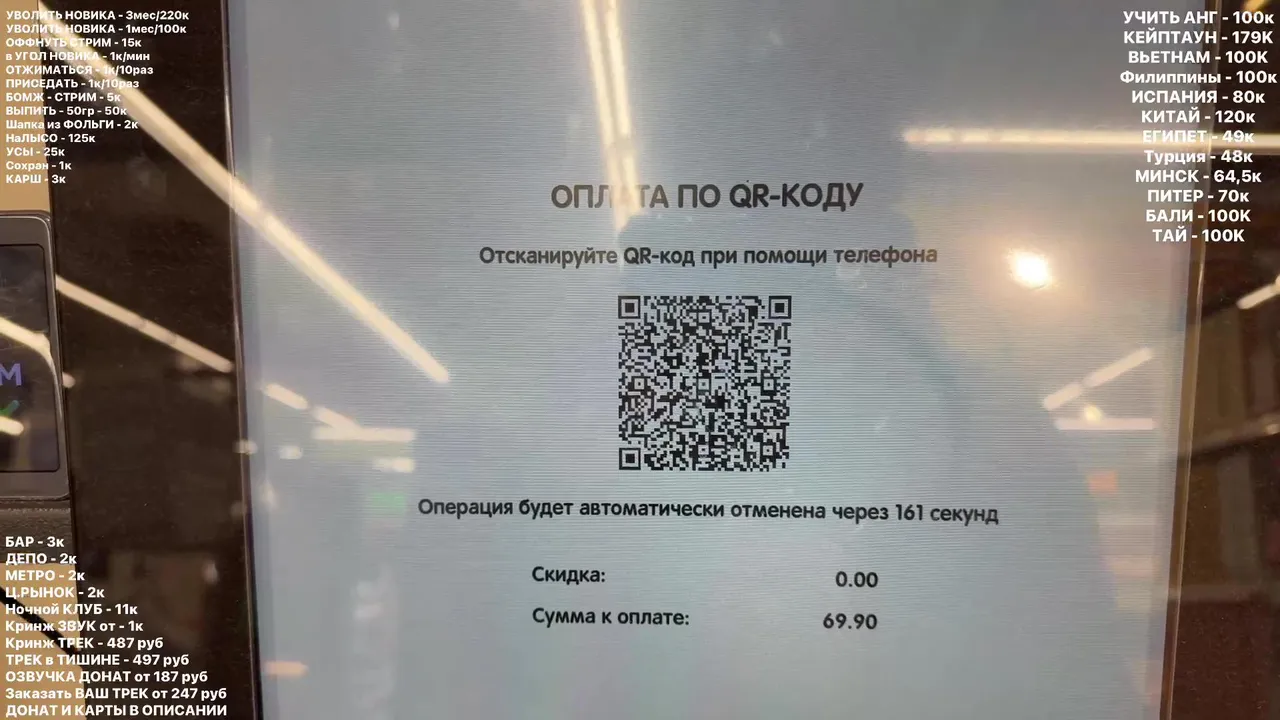 УВОЛИТЬ НОВИКА - 3мес/220к
УВОЛИТЬ НОВИКА - 1мес/100к
ОФФНУТЬ СТРИМ - 15к
в УГОЛ НОВИКА - 1к/мин
ОТЖИМАТЬСЯ - 1к/10раз
ПРИСЕДАТЬ - 1к/10раз
БОМЖ - СТРИМ - 5к
ВЫПИТЬ - 50гр - 50к
Шапка из ФОЛЬГИ - 2к
НаЛЫСО - 125к
УСЫ - 25к
Сохран - 1к
КАРШ - 3к
УЧИТЬ АНГ - 100к
КЕЙПТАУН - 179К
ВЬЕТНАМ - 100К
Филиппины - 100к
ИСПАНИЯ - 80к
КИТАЙ - 120к
ЕГИПЕТ - 49к
Турция - 48к
МИНСК - 64,5к
ПИТЕР - 70к
БАЛИ - 100К
ТАЙ - 100К
ОПЛАТА ПО QR-КОДУ
Отсканируйте QR-код при помощи телефона
Операция будет автоматически отменена через 161 секунд
Скидка: 0.00
Сумма к оплате: 69.90
М
БАР - 3к
ДЕПО - 2к
МЕТРО - 2к
Ц.РЫНОК - 2к
Ночной КЛУБ - 11к
Кринж ЗВУК от - 1к
Кринж ТРЕК - 487 руб
ТРЕК в ТИШИНЕ - 497 руб
ОЗВУЧКА ДОНАТ от 187 руб
Заказать ВАШ ТРЕК от 247 руб
ДОНАТ И КАРТЫ В ОПИСАНИИ